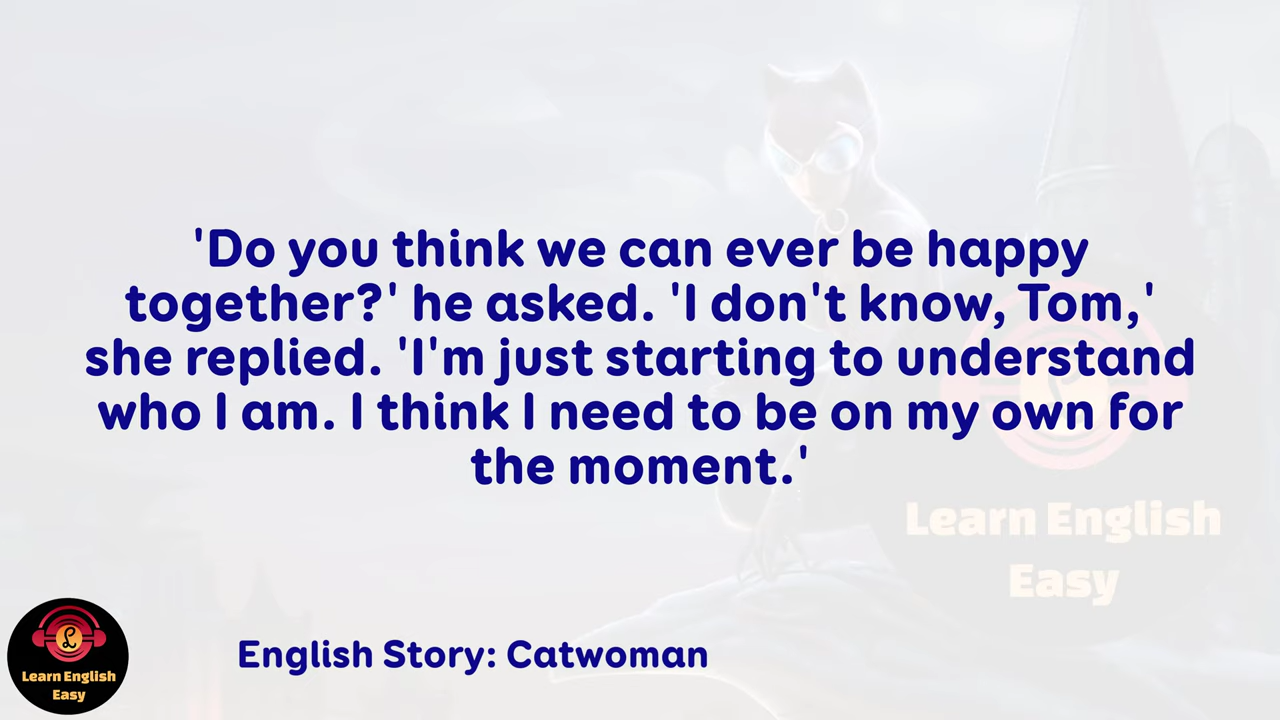 'Do you think we can ever be happy
together?' he asked. 'I don't know, Tom,'
she replied. 'I'm just starting to understand
who I am. I think I need to be on my own for
the moment.'
Learn English
Easy
English Story: Catwoman
L
Learn English
Easy